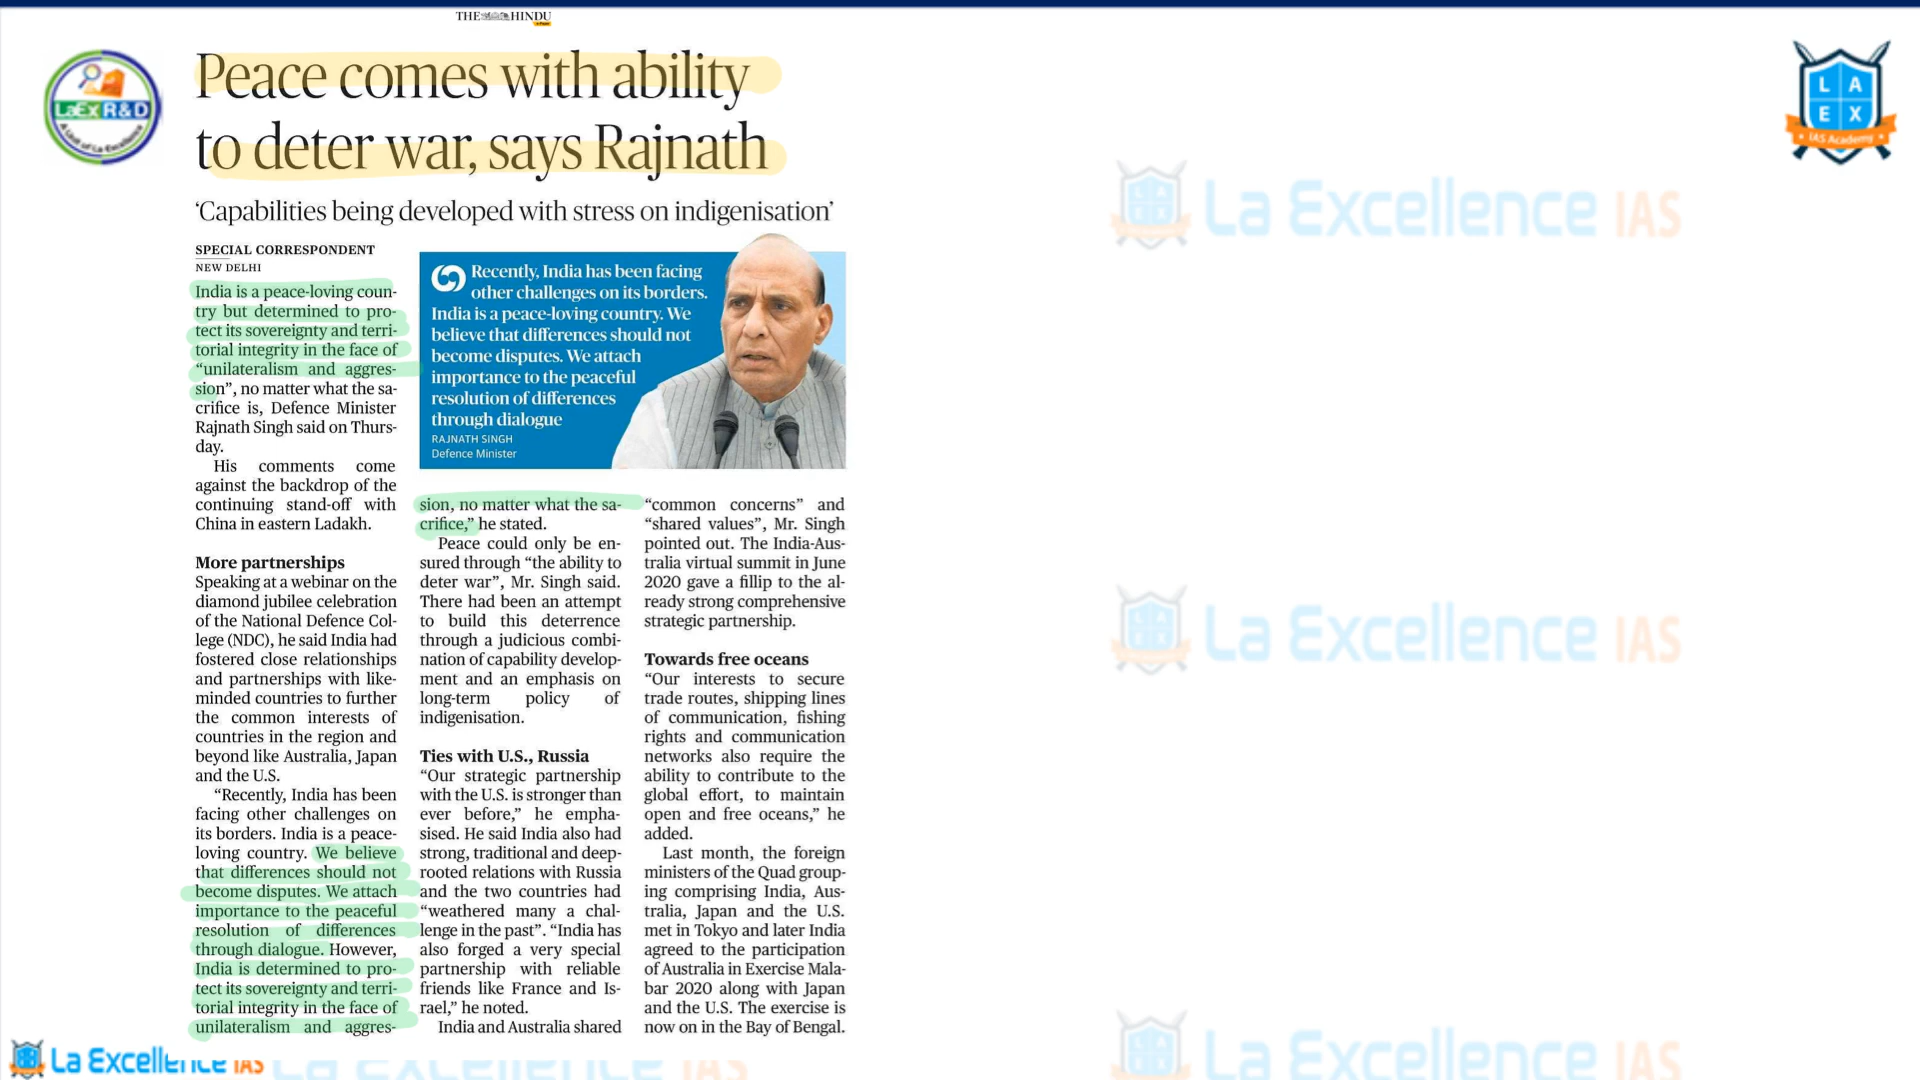 THE HINDU
Peace comes with ability
to deter war, says Rajnath
‘Capabilities being developed with stress on indigenisation’
SPECIAL CORRESPONDENT
NEW DELHI
India is a peace-loving coun-
try but determined to pro-
tect its sovereignty and terri-
torial integrity in the face of
“unilateralism and aggres-
sion”, no matter what the sa-
crifice is, Defence Minister
Rajnath Singh said on Thurs-
day.
His comments come
against the backdrop of the
continuing stand-off with
China in eastern Ladakh.
More partnerships
Speaking at a webinar on the
diamond jubilee celebration
of the National Defence Col-
lege (NDC), he said India had
fostered close relationships
and partnerships with like-
minded countries to further
the common interests of
countries in the region and
beyond like Australia, Japan
and the U.S.
“Recently, India has been
facing other challenges on
its borders. India is a peace-
loving country. We believe
that differences should not
become disputes. We attach
importance to the peaceful
resolution of differences
through dialogue. However,
India is determined to pro-
tect its sovereignty and terri-
torial integrity in the face of
unilateralism and aggres-
Recently, India has been facing
other challenges on its borders.
India is a peace-loving country. We
believe that differences should not
become disputes. We attach
importance to the peaceful
resolution of differences
through dialogue
RAJNATH SINGH
Defence Minister
sion, no matter what the sa-
crifice,” he stated.
Peace could only be en-
sured through “the ability to
deter war”, Mr. Singh said.
There had been an attempt
to build this deterrence
through a judicious combi-
nation of capability develop-
ment and an emphasis on
long-term policy of
indigenisation.
Ties with U.S., Russia
“Our strategic partnership
with the U.S. is stronger than
ever before,” he empha-
sised. He said India also had
strong, traditional and deep-
rooted relations with Russia
and the two countries had
“weathered many a chal-
lenge in the past”. “India has
also forged a very special
partnership with reliable
friends like France and Is-
rael,” he noted.
India and Australia shared
“common concerns” and
“shared values”, Mr. Singh
pointed out. The India-Aus-
tralia virtual summit in June
2020 gave a fillip to the al-
ready strong comprehensive
strategic partnership.
Towards free oceans
“Our interests to secure
trade routes, shipping lines
of communication, fishing
rights and communication
networks also require the
ability to contribute to the
global effort, to maintain
open and free oceans,” he
added.
Last month, the foreign
ministers of the Quad group-
ing comprising India, Aus-
tralia, Japan and the U.S.
met in Tokyo and later India
agreed to the participation
of Australia in Exercise Mala-
bar 2020 along with Japan
and the U.S. The exercise is
now on in the Bay of Bengal.
LaEx R&D
A Unit of La Excellence
L A
E X
IAS Academy
La Excellence IAS
La Excellence IAS
La Excellence IAS
La Excellence IAS
La Excellence IAS